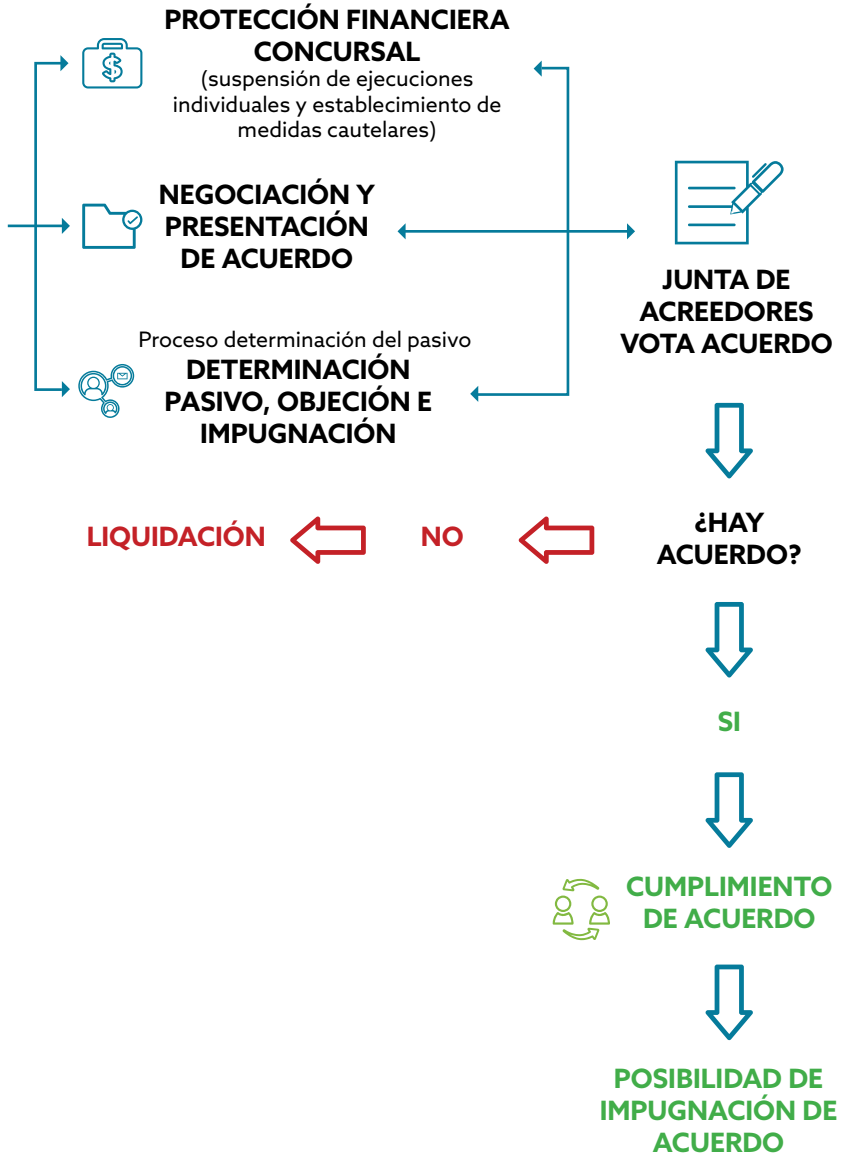 PROTECCIÓN FINANCIERA
CONCURSAL
(suspensión de ejecuciones
individuales y establecimiento de
medidas cautelares)
NEGOCIACIÓN Y
PRESENTACIÓN
DE ACUERDO
Proceso determinación del pasivo
DETERMINACIÓN
PASIVO, OBJECIÓN E
IMPUGNACIÓN
JUNTA DE
ACREEDORES
VOTA ACUERDO
¿HAY
ACUERDO?
NO
LIQUIDACIÓN
SI
CUMPLIMIENTO
DE ACUERDO
POSIBILIDAD DE
IMPUGNACIÓN DE
ACUERDO